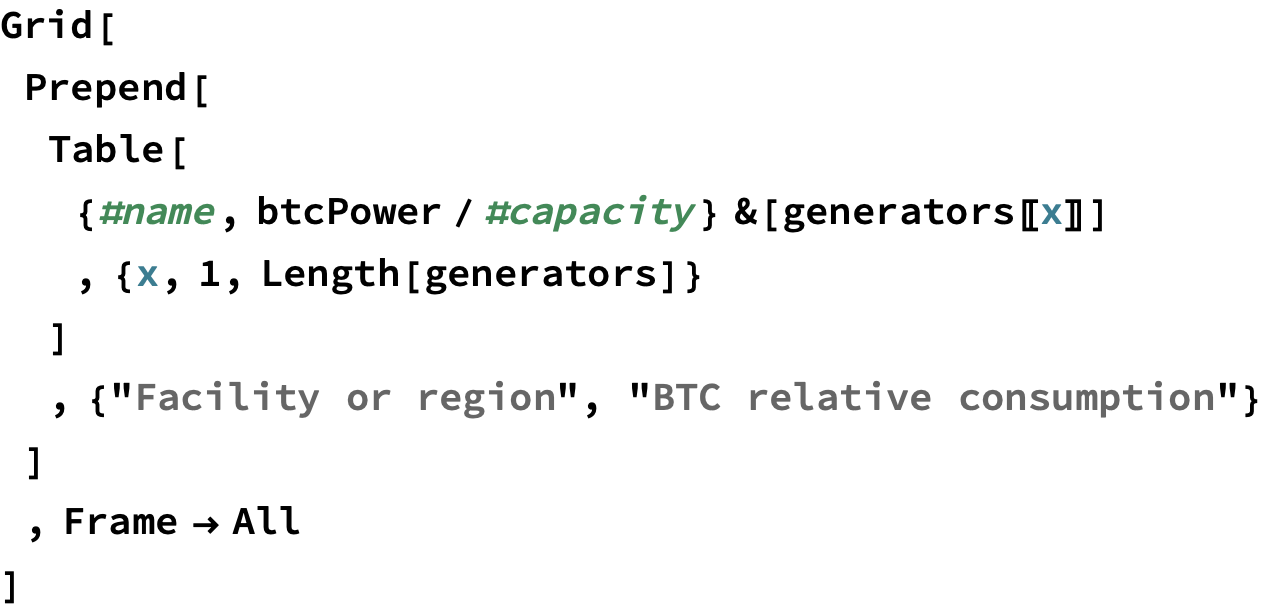 Grid[
Prepend[
Table[
{#name, btcPower / #capacity} &[generators〚x〛]
, {x, 1, Length[generators]}
]
, {"Facility or region", "BTC relative consumption"}
]
, Frame → All
]